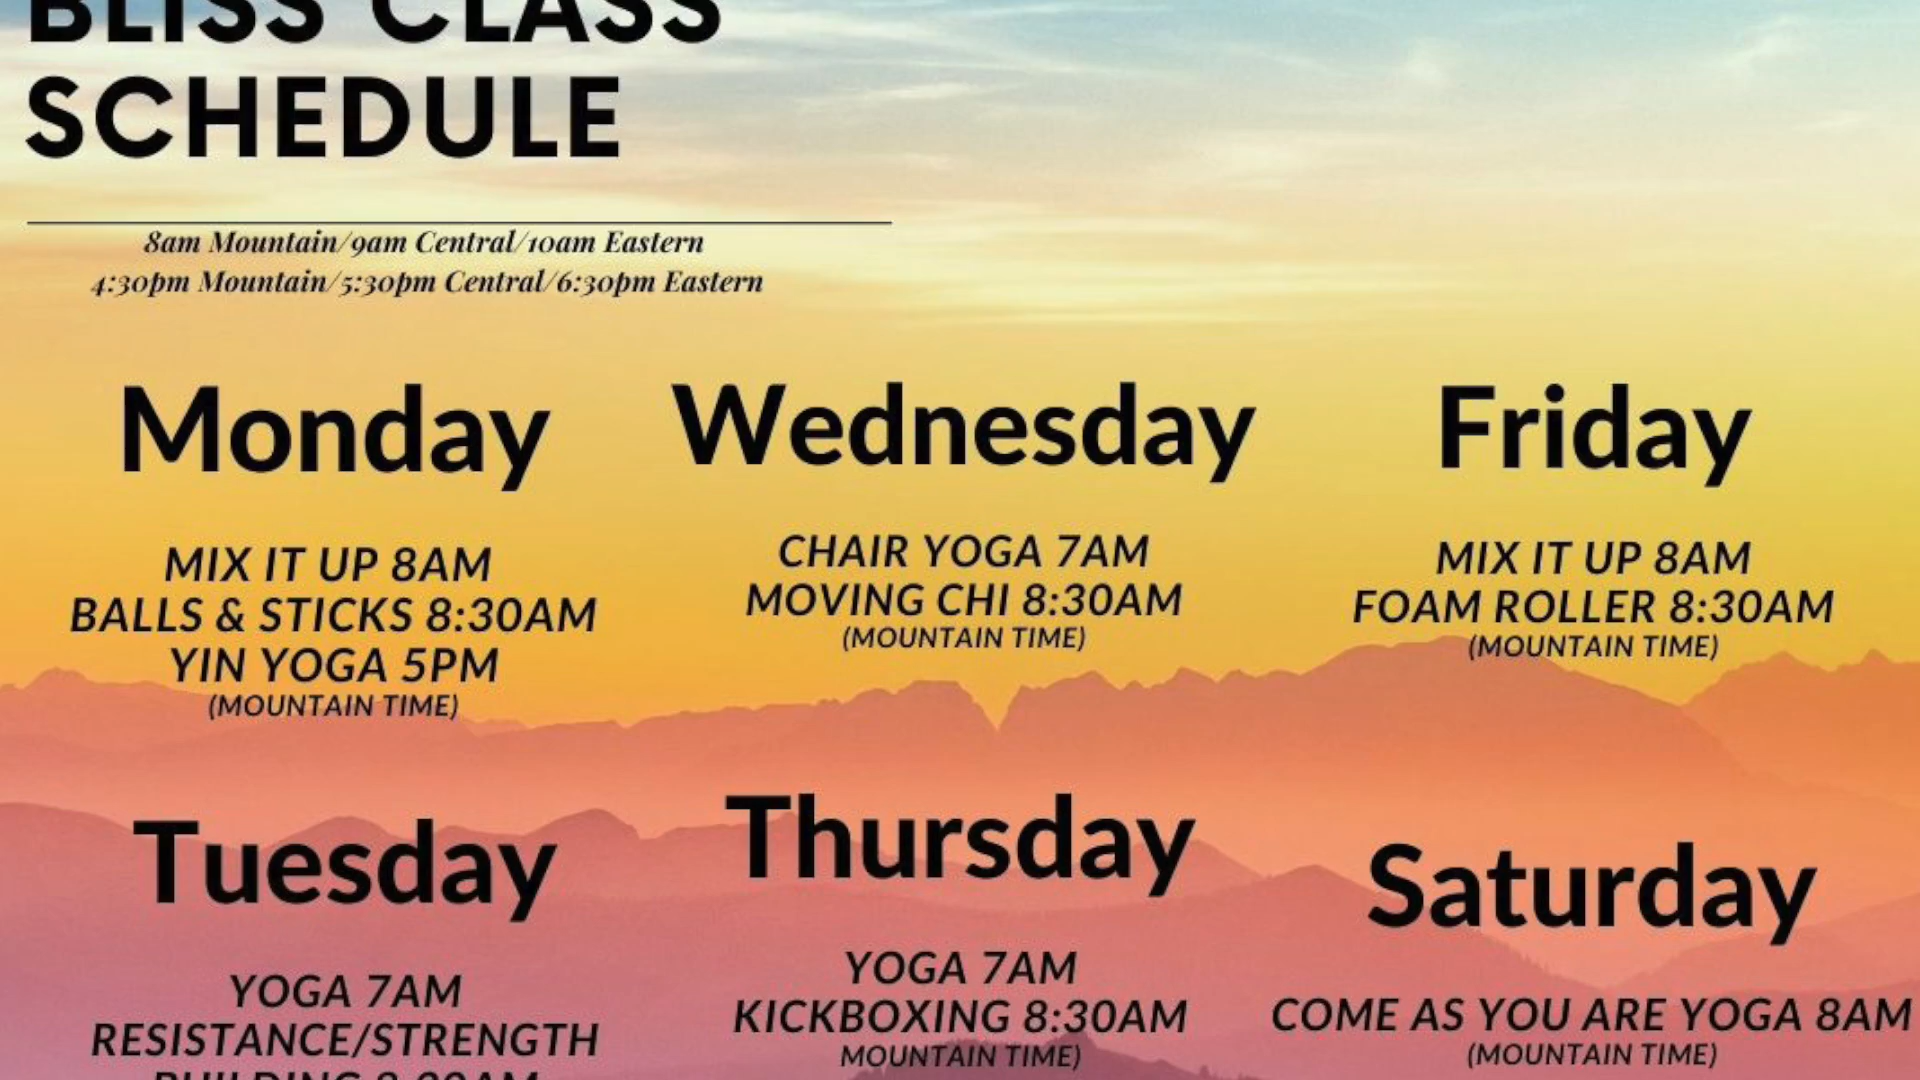 BLISS CLASS
SCHEDULE
8am Mountain/9am Central/10am Eastern
4:30pm Mountain/5:30pm Central/6:30pm Eastern
Monday
MIX IT UP 8AM
BALLS & STICKS 8:30AM
YIN YOGA 5PM
(MOUNTAIN TIME)
Tuesday
YOGA 7AM
RESISTANCE/STRENGTH
BUILDING
Wednesday
CHAIR YOGA 7AM
MOVING CHI 8:30AM
(MOUNTAIN TIME)
Thursday
YOGA 7AM
KICKBOXING 8:30AM
MOUNTAIN TIME)
Friday
MIX IT UP 8AM
FOAM ROLLER 8:30AM
(MOUNTAIN TIME)
Saturday
COME AS YOU ARE YOGA 8AM
(MOUNTAIN TIME)